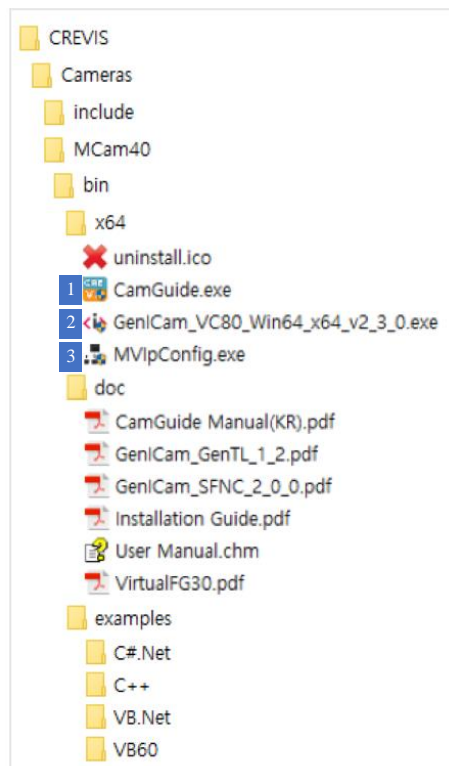 CREVIS
Cameras
include
MCam40
bin
x64
uninstall.ico
1 CamGuide.exe
2 GenICam_VC80_Win64_x64_v2_3_0.exe
3 MVIpConfig.exe
doc
CamGuide Manual(KR).pdf
GenICam_GenTL_1_2.pdf
GenICam_SFNC_2_0_0.pdf
Installation Guide.pdf
User Manual.chm
VirtualFG30.pdf
examples
C#.Net
C++
VB.Net
VB60